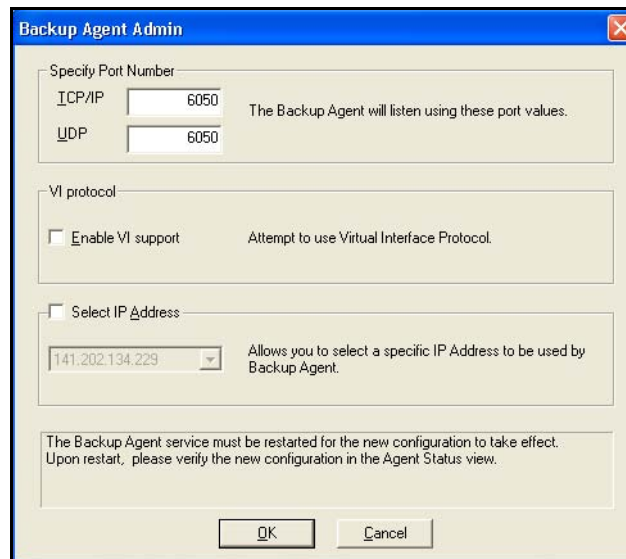 Backup Agent Admin
Specify Port Number
TCP/IP 6050
The Backup Agent will listen using these port values.
UDP 6050
VI protocol
Enable VI support
Attempt to use Virtual Interface Protocol.
Select IP Address
141.202.134.229
Allows you to select a specific IP Address to be used by
Backup Agent.
The Backup Agent service must be restarted for the new configuration to take effect.
Upon restart, please verify the new configuration in the Agent Status view.
OK
Cancel